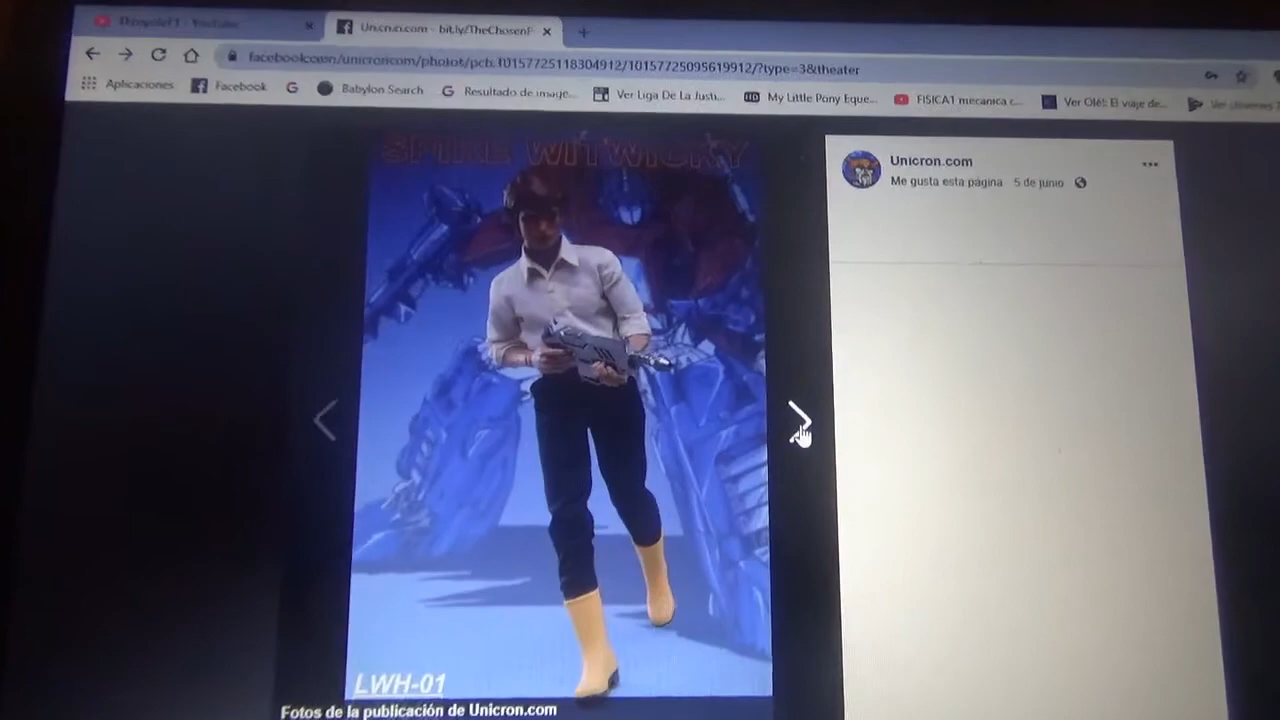 YouTube
Unicron.com - bit.ly/TheChosenP
facebook.com/unicroncom/photos/pcb.10157725118304912/10157725095619912/?type=3&theater
Aplicaciones
Facebook
Babylon Search
Resultado de image...
Ver Liga De La Justi...
My Little Pony Eque...
FISICA1 mecanica c...
Ver Olé!: El viaje de...
SPIKE WITWICKY
Unicron.com
Me gusta esta página 5 de junio
LWH-01
Fotos de la publicación de Unicron.com